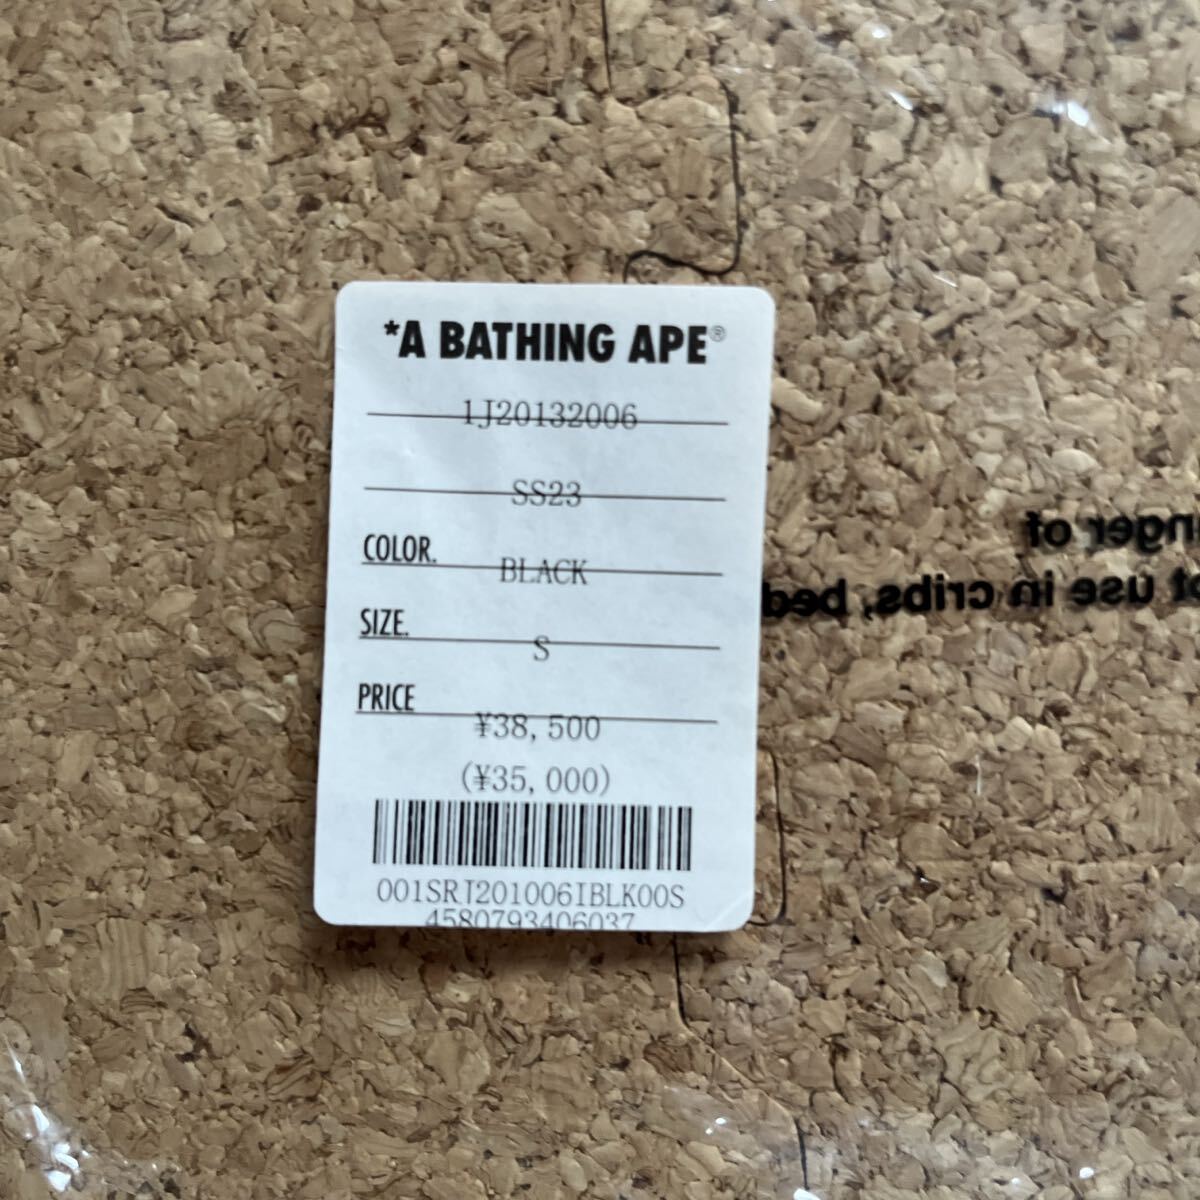 *A BATHING APE®
1J20132006
SS23
COLOR. BLACK
SIZE. S
PRICE ¥38,500
(¥35,000)
001SRJ201006IBLK00S
4580793406037
nger of
t use in cribs, bed